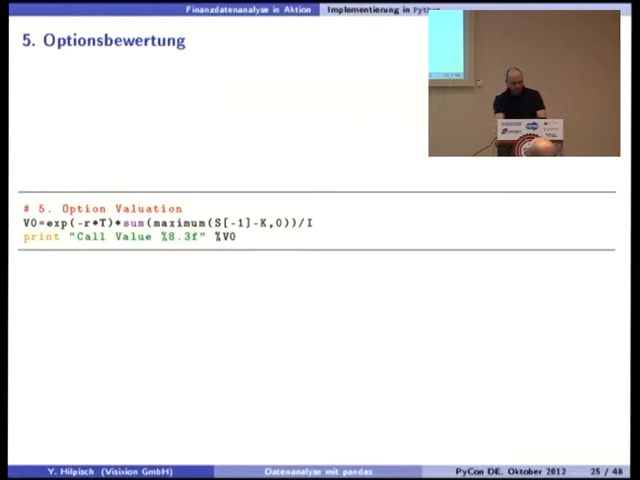 Finanzdatenanalyse in Aktion Implementierung in Pyth
5. Optionsbewertung
# 5. Option Valuation
V0=exp(-r*T)*sum(maximum(S[-1]-K,0))/I
print "Call Value %8.3f" %V0
Y. Hilpisch (Visixion GmbH) Datenanalyse mit pandas PyCon DE, Oktober 2012 25 / 48